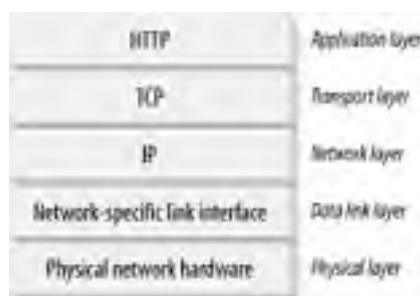 HTTP Application layer
TCP Transport layer
IP Network layer
Network-specific link interface Data link layer
Physical network hardware Physical layer